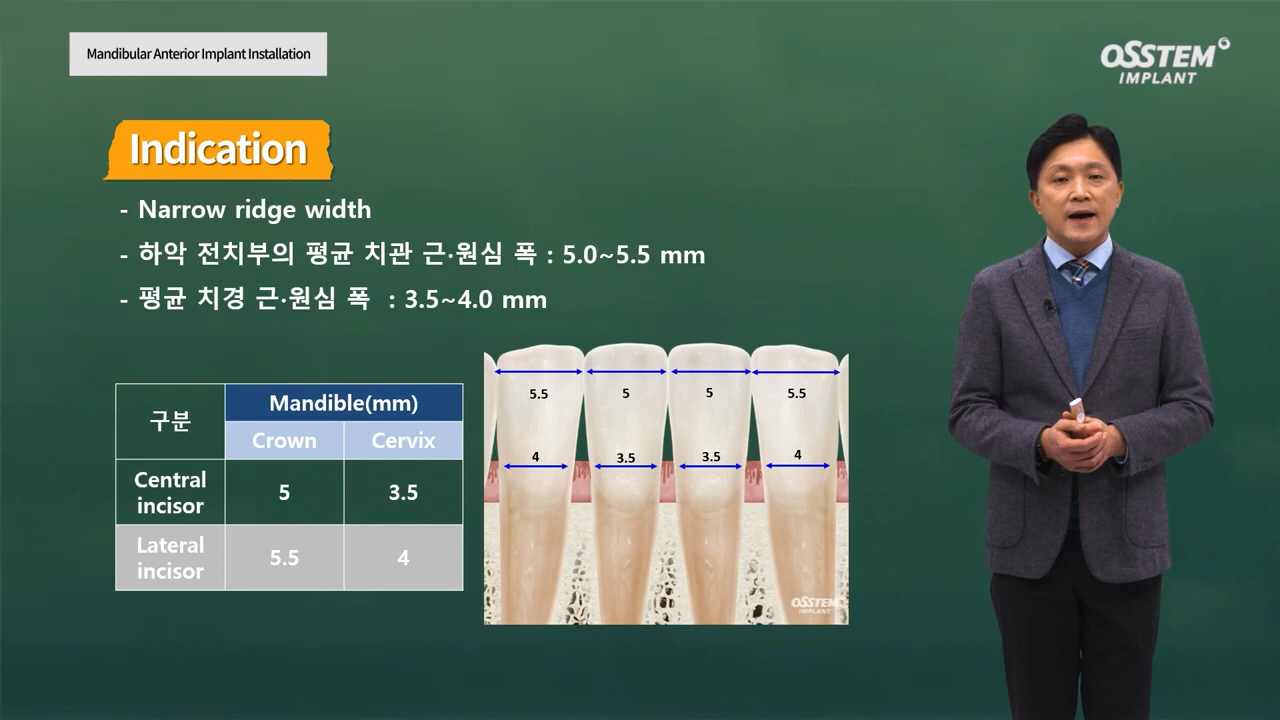 Mandibular Anterior Implant Installation
OSSTEM
IMPLANT
Indication
- Narrow ridge width
- 하악 전치부의 평균 치관 근·원심 폭 : 5.0~5.5 mm
- 평균 치경 근·원심 폭 : 3.5~4.0 mm
구분
Mandible(mm)
Crown
Cervix
Central
incisor
5
3.5
Lateral
incisor
5.5
4
5.5
5
5
5.5
4
3.5
3.5
4
OSSTEM
IMPLANT